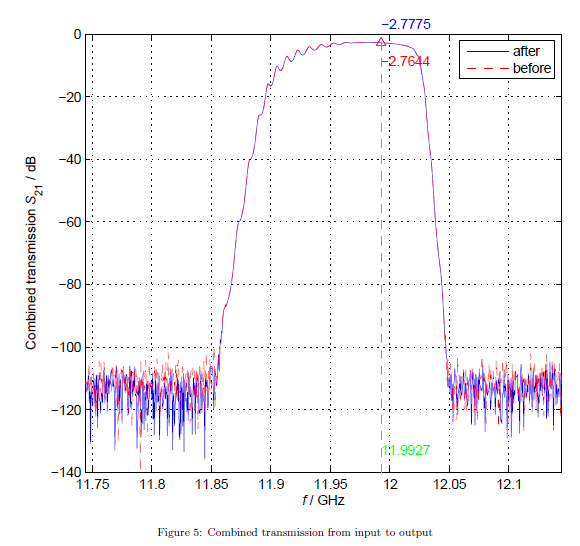 −2.7775
0
after
before
−2.7644
−20
−40
−60
−80
−100
−120
−140
Combined transmission S21 / dB
11.9927
11.75 11.8 11.85 11.9 11.95 12 12.05 12.1
f / GHz
Figure 5: Combined transmission from input to output